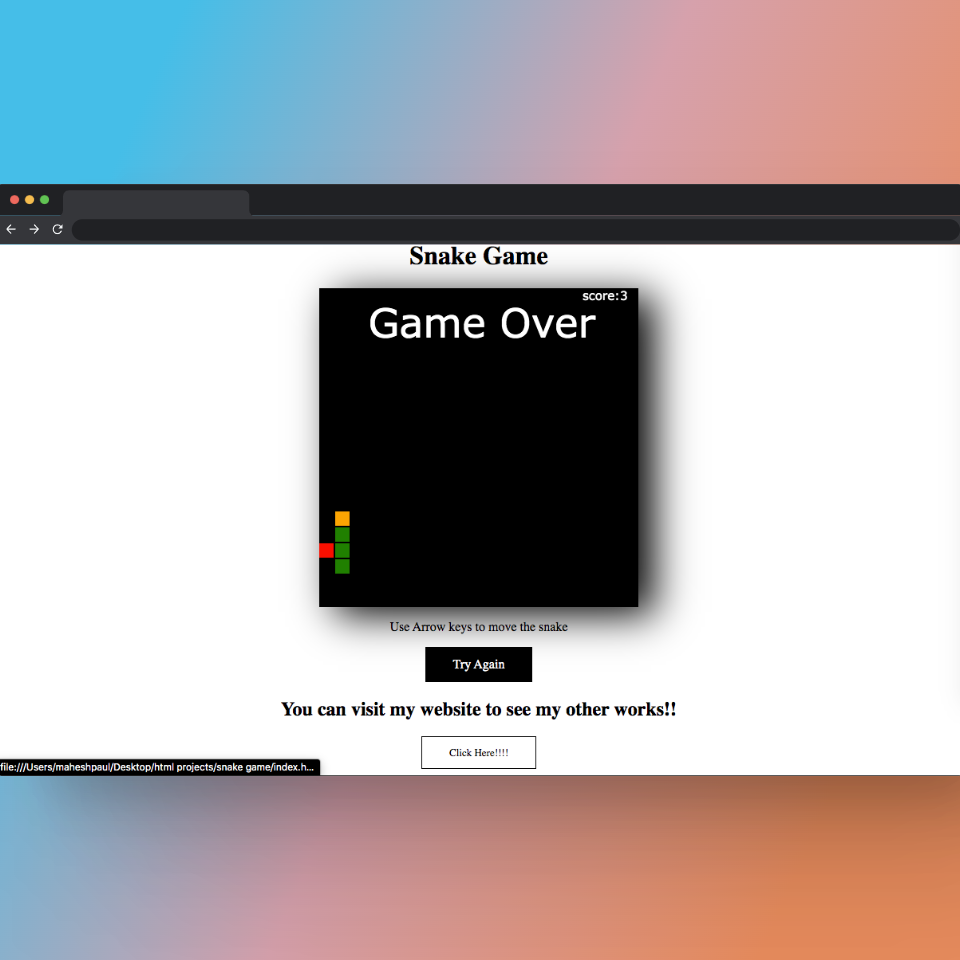 Snake Game
score:3
Game Over
Use Arrow keys to move the snake
Try Again
You can visit my website to see my other works!!
Click Here!!!!
file:///Users/maheshpaul/Desktop/html projects/snake game/index.h...